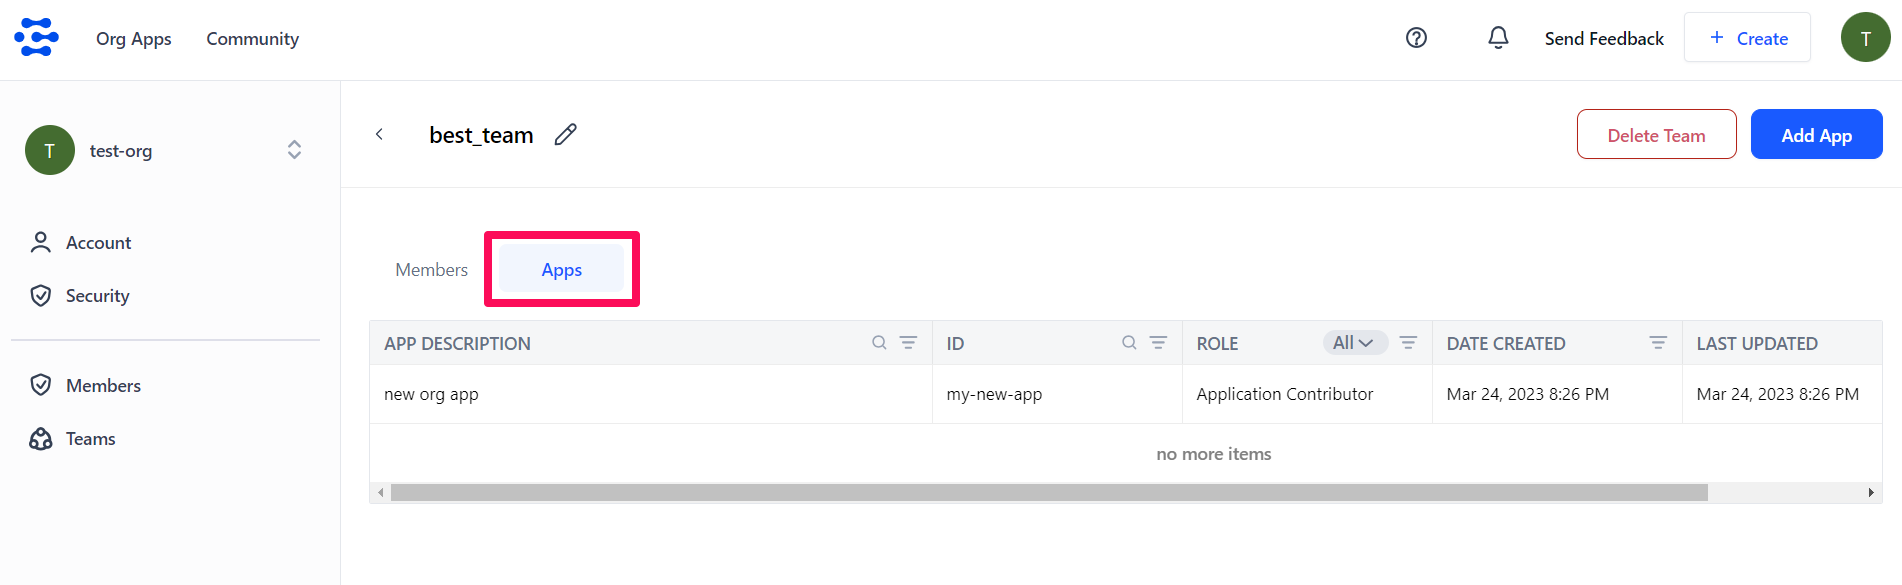 Org Apps Community Send Feedback + Create T
T test-org
Account
Security
Members
Teams
best_team Delete Team Add App
Members Apps
APP DESCRIPTION ID ROLE All DATE CREATED LAST UPDATED
new org app my-new-app Application Contributor Mar 24, 2023 8:26 PM Mar 24, 2023 8:26 PM
no more items